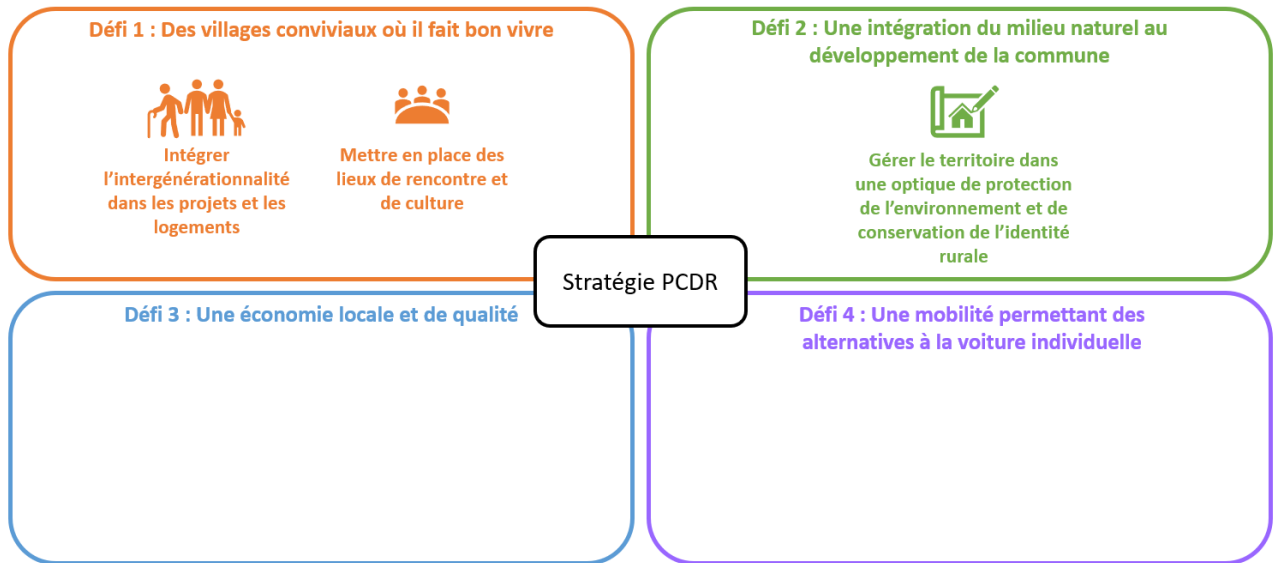 Défi 1 : Des villages conviviaux où il fait bon vivre
Intégrer
l'intergénérationnalité
dans les projets et les
logements
Mettre en place des
lieux de rencontre et
de culture
Défi 2 : Une intégration du milieu naturel au
développement de la commune
Gérer le territoire dans
une optique de protection
de l'environnement et de
conservation de l'identité
rurale
Stratégie PCDR
Défi 3 : Une économie locale et de qualité
Défi 4 : Une mobilité permettant des
alternatives à la voiture individuelle